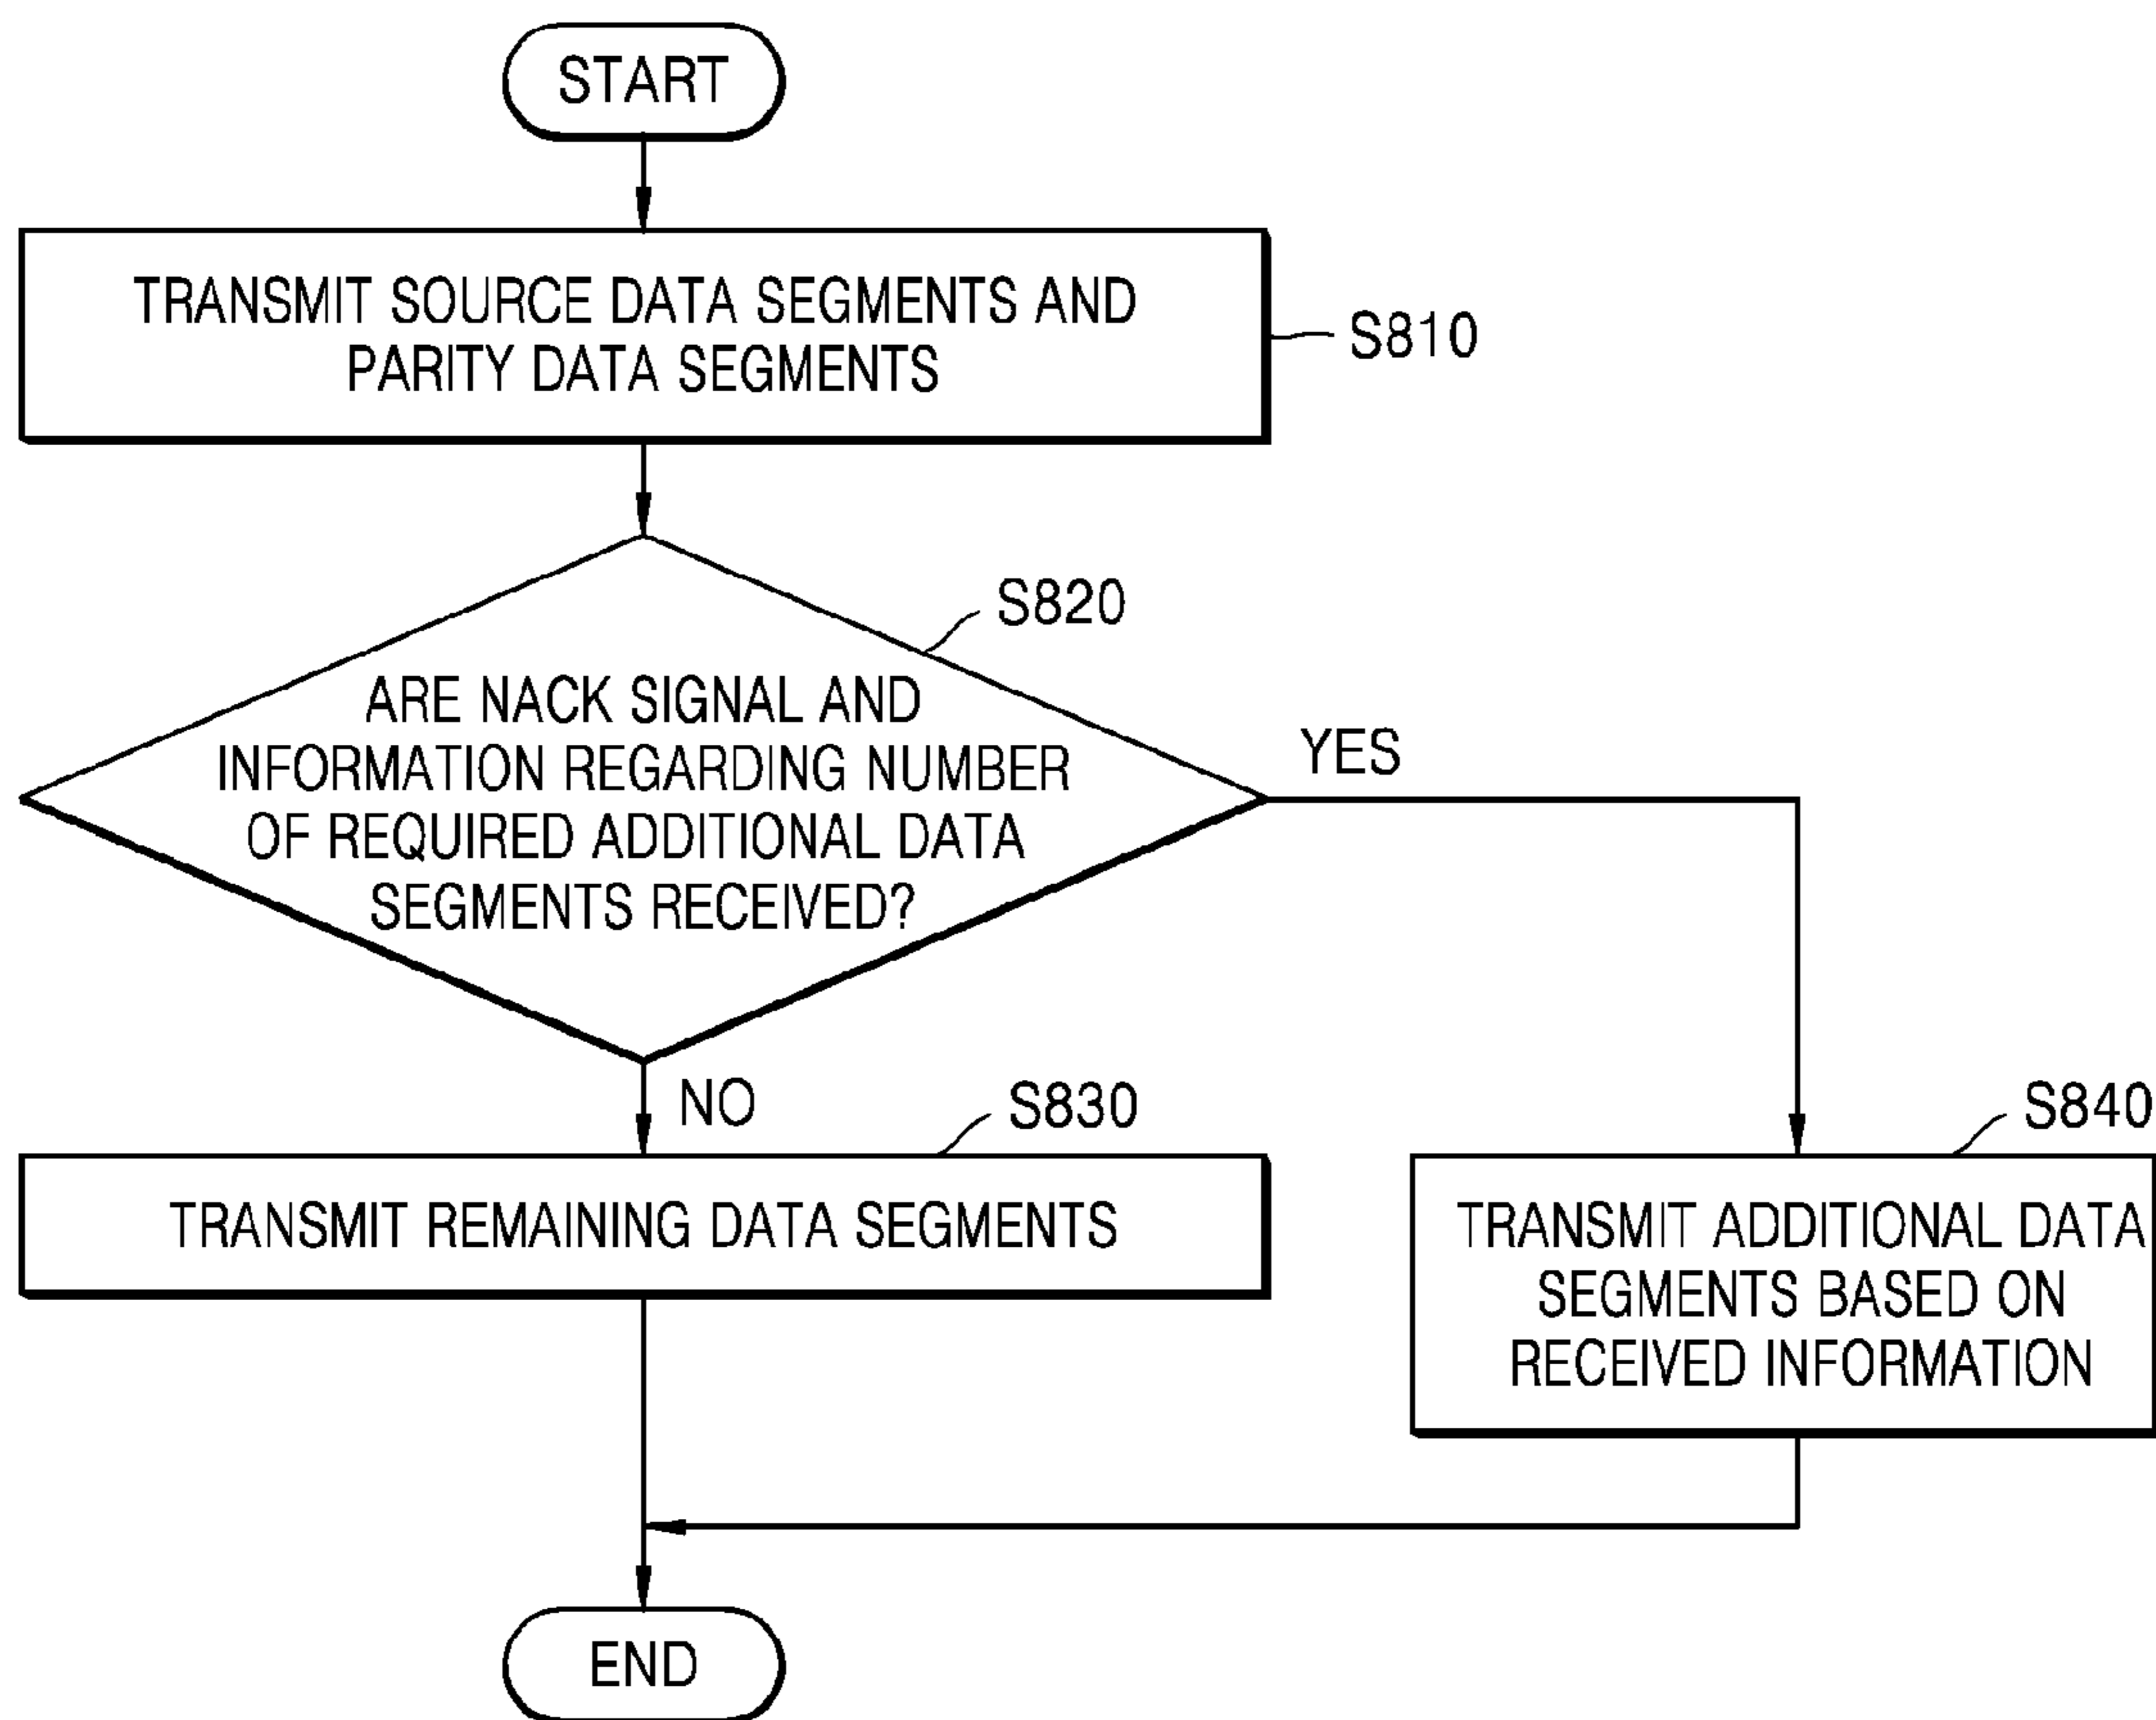 START
TRANSMIT SOURCE DATA SEGMENTS AND
PARITY DATA SEGMENTS
S810
S820
ARE NACK SIGNAL AND
INFORMATION REGARDING NUMBER
OF REQUIRED ADDITIONAL DATA
SEGMENTS RECEIVED?
YES
NO
S830
TRANSMIT REMAINING DATA SEGMENTS
S840
TRANSMIT ADDITIONAL DATA
SEGMENTS BASED ON
RECEIVED INFORMATION
END